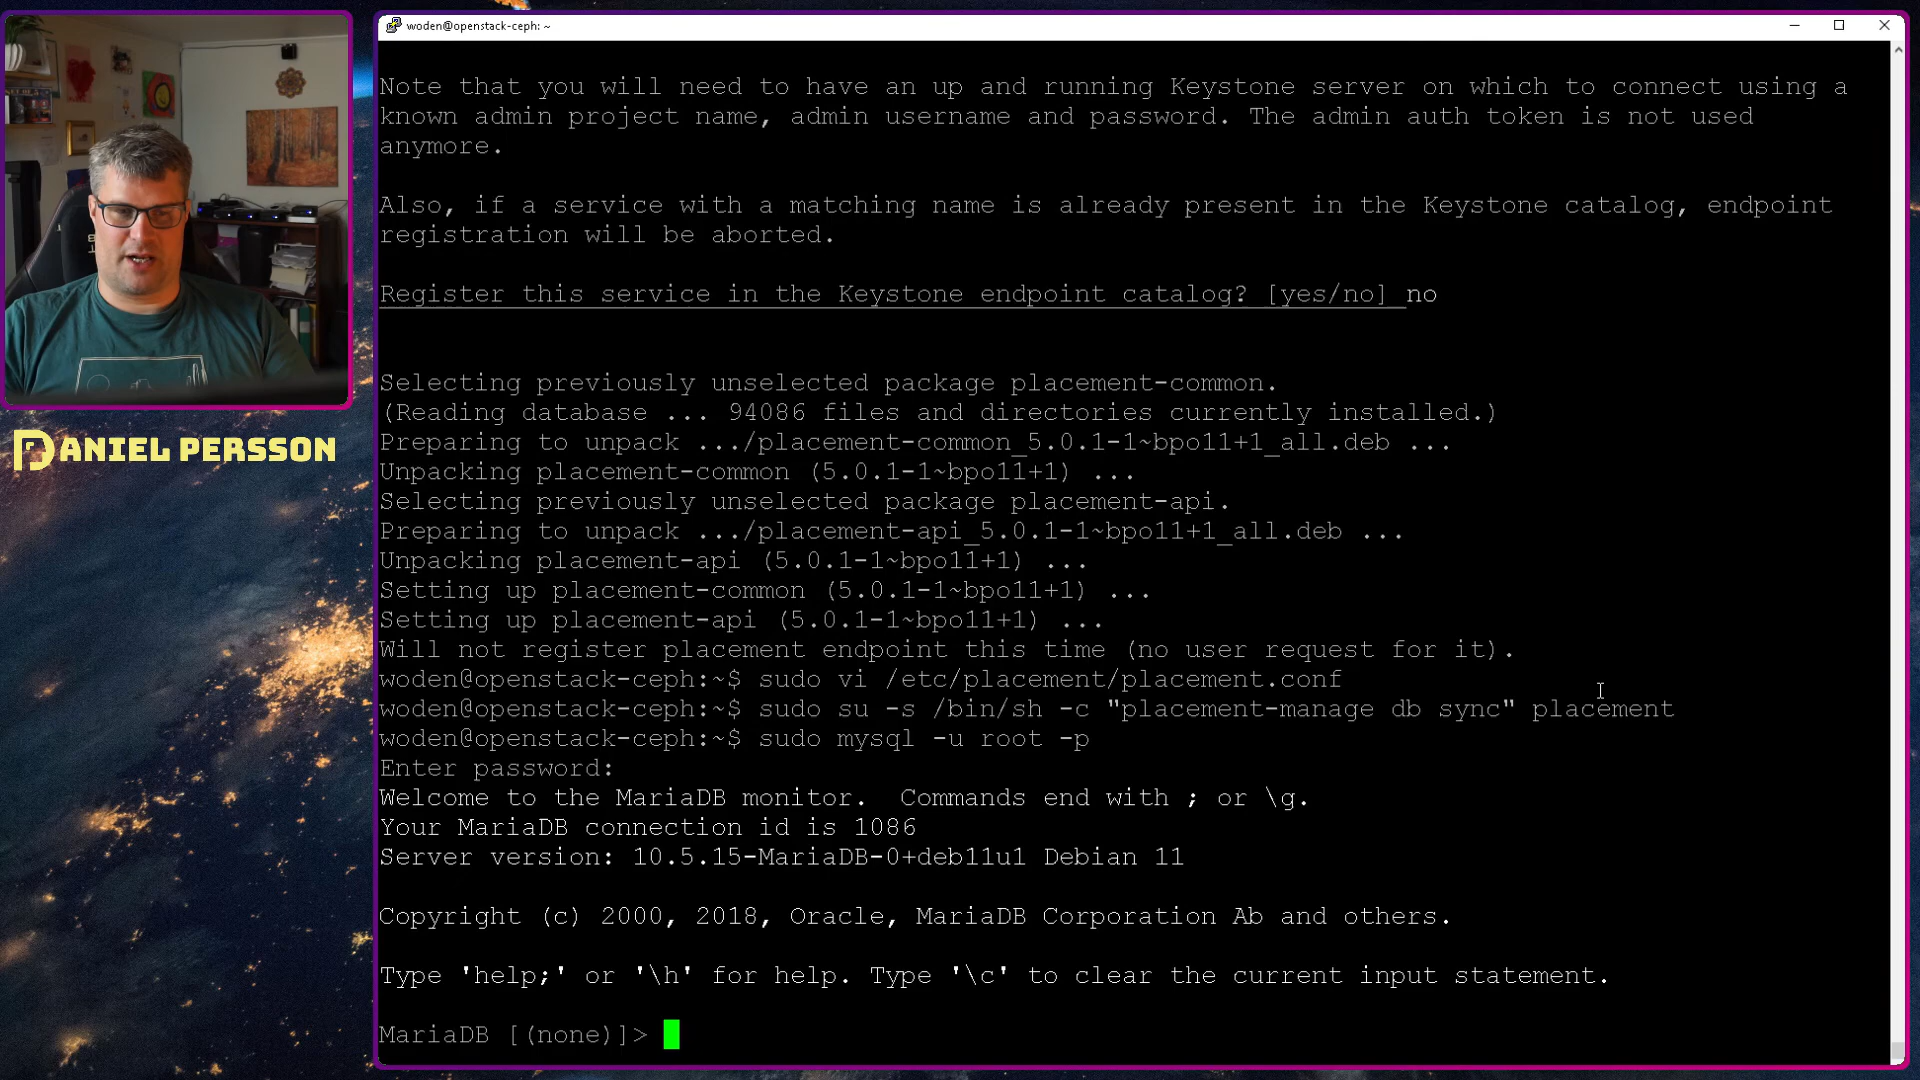 woden@openstack-ceph: ~
Note that you will need to have an up and running Keystone server on which to connect using a
known admin project name, admin username and password. The admin auth token is not used
anymore.
Also, if a service with a matching name is already present in the Keystone catalog, endpoint
registration will be aborted.
Register this service in the Keystone endpoint catalog? [yes/no] no
Selecting previously unselected package placement-common.
(Reading database ... 94086 files and directories currently installed.)
Preparing to unpack .../placement-common_5.0.1-1~bpo11+1_all.deb ...
Unpacking placement-common (5.0.1-1~bpo11+1) ...
Selecting previously unselected package placement-api.
Preparing to unpack .../placement-api_5.0.1-1~bpo11+1_all.deb ...
Unpacking placement-api (5.0.1-1~bpo11+1) ...
Setting up placement-common (5.0.1-1~bpo11+1) ...
Setting up placement-api (5.0.1-1~bpo11+1) ...
Will not register placement endpoint this time (no user request for it).
woden@openstack-ceph:~$ sudo vi /etc/placement/placement.conf
woden@openstack-ceph:~$ sudo su -s /bin/sh -c "placement-manage db sync" placement
woden@openstack-ceph:~$ sudo mysql -u root -p
Enter password:
Welcome to the MariaDB monitor.  Commands end with ; or \g.
Your MariaDB connection id is 1086
Server version: 10.5.15-MariaDB-0+deb11u1 Debian 11
Copyright (c) 2000, 2018, Oracle, MariaDB Corporation Ab and others.
Type 'help;' or '\h' for help. Type '\c' to clear the current input statement.
MariaDB [(none)]>
DANIEL PERSSON